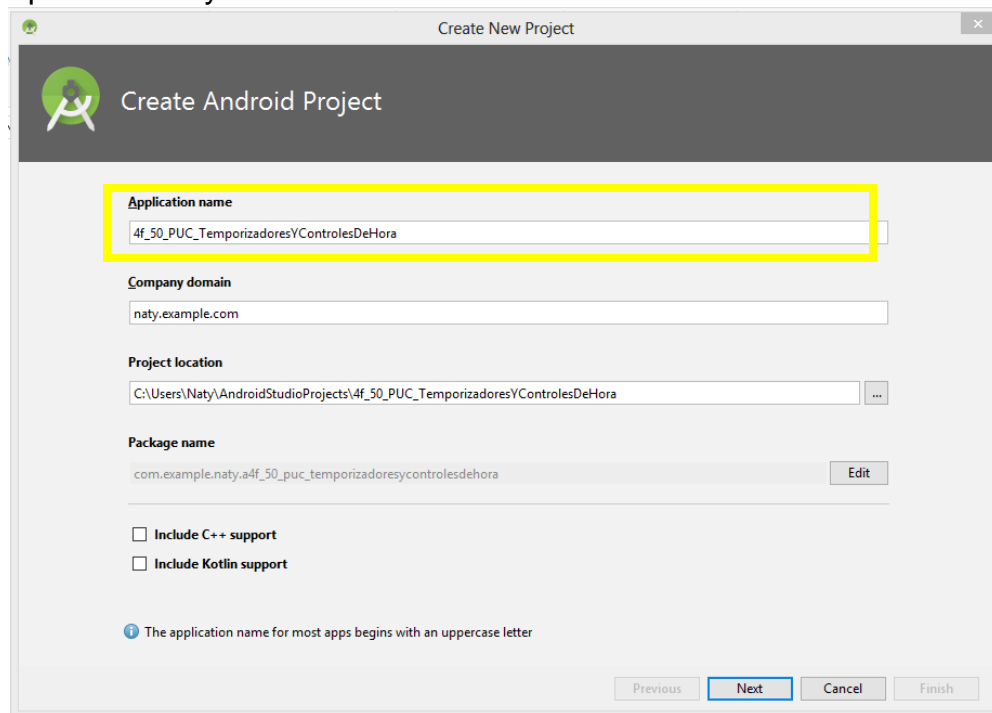 Create New Project
Create Android Project
Application name
4f_50_PUC_TemporizadoresYControlesDeHora
Company domain
naty.example.com
Project location
C:\Users\Naty\AndroidStudioProjects\4f_50_PUC_TemporizadoresYControlesDeHora
...
Package name
com.example.naty.a4f_50_puc_temporizadoresycontrolesdehora
Edit
Include C++ support
Include Kotlin support
The application name for most apps begins with an uppercase letter
Previous Next Cancel Finish